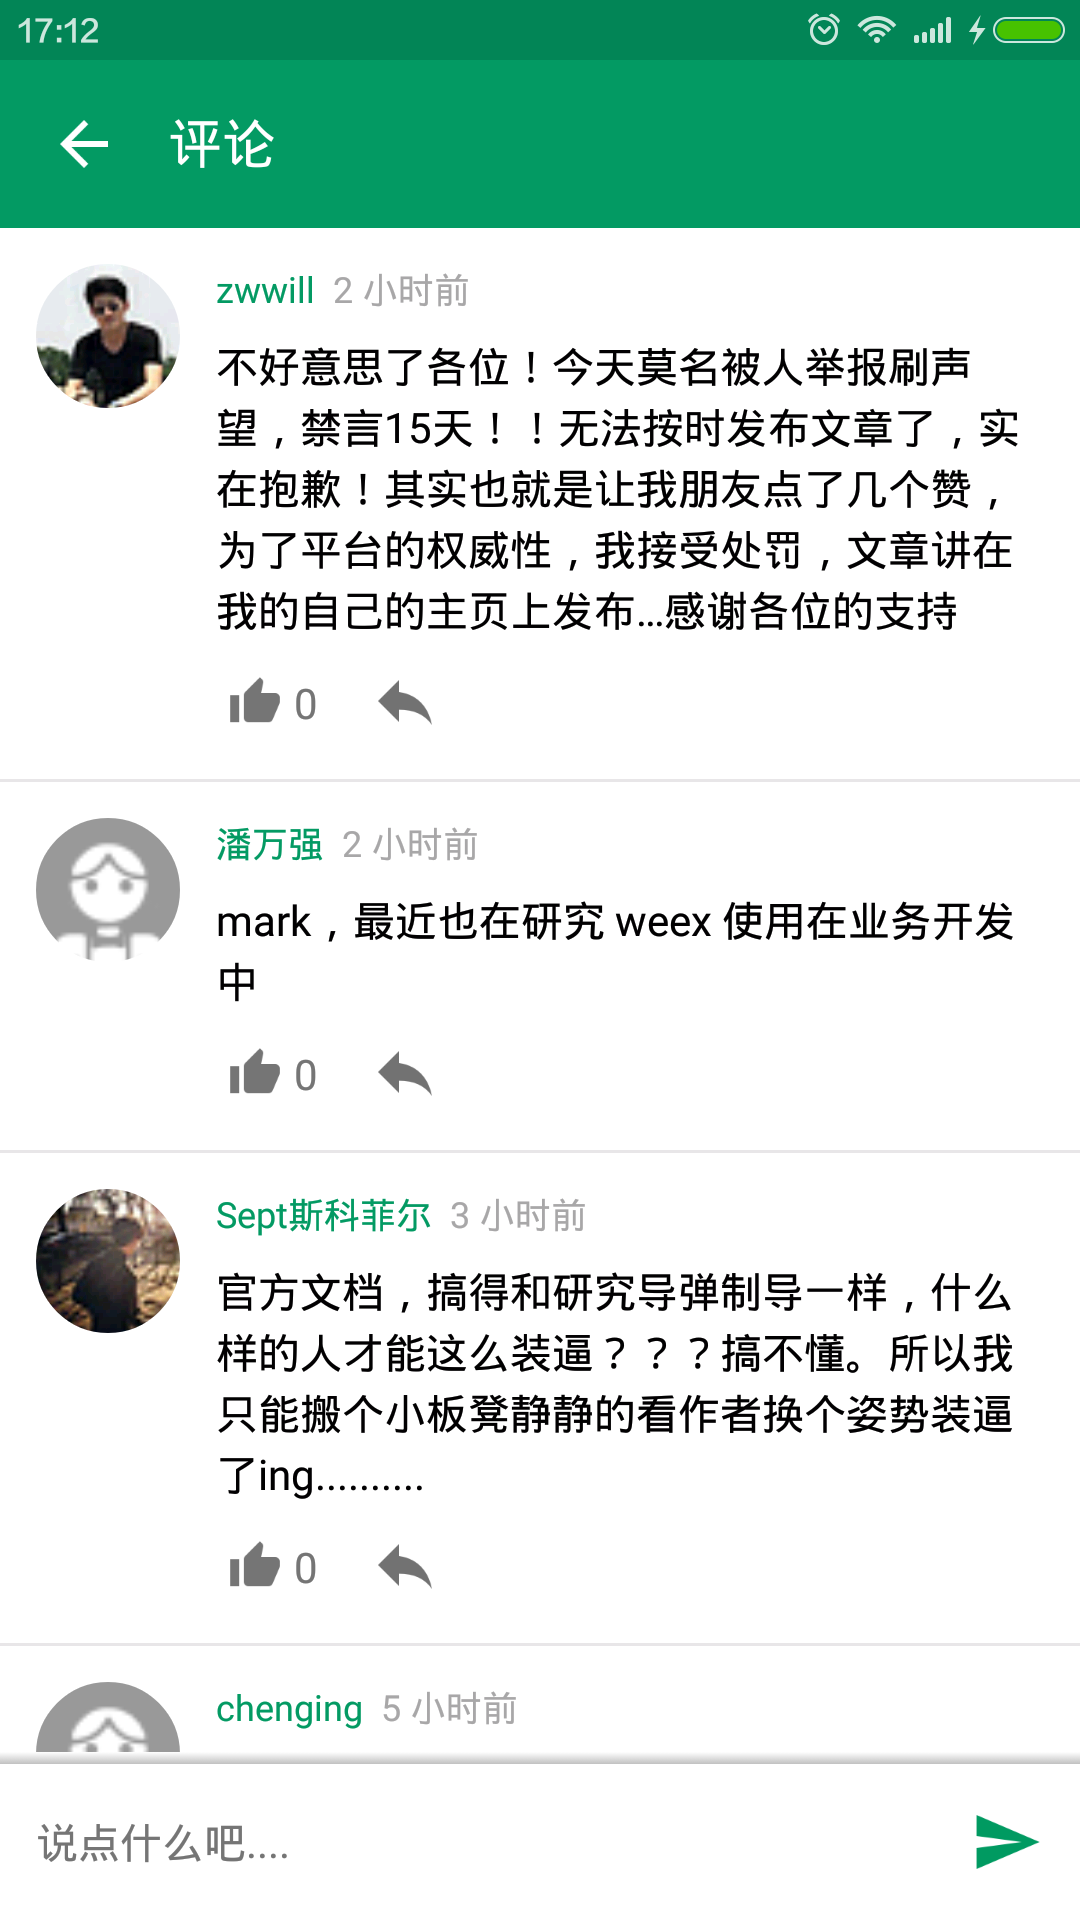 17:12
评论
zwwill 2 小时前
不好意思了各位！今天莫名被人举报刷声
望，禁言15天！！无法按时发布文章了，实
在抱歉！其实也就是让我朋友点了几个赞，
为了平台的权威性，我接受处罚，文章讲在
我的自己的主页上发布...感谢各位的支持
0
潘万强 2 小时前
mark，最近也在研究 weex 使用在业务开发
中
0
Sept斯科菲尔 3 小时前
官方文档，搞得和研究导弹制导一样，什么
样的人才能这么装逼？？？搞不懂。所以我
只能搬个小板凳静静的看作者换个姿势装逼
了ing..........
0
chenging 5 小时前
说点什么吧....